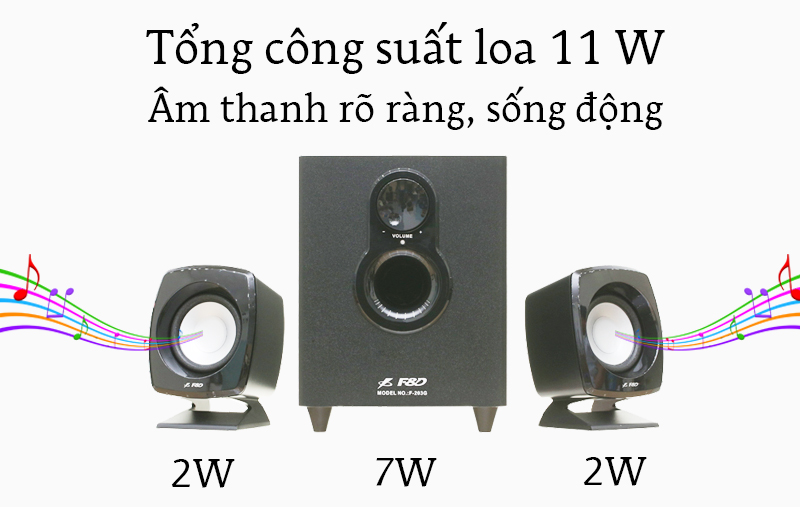 Tổng công suất loa 11 W
Âm thanh rõ ràng, sống động
- VOLUME +
F&D
MODEL NO.:F-203G
F&D
F&D
2W
7W
2W